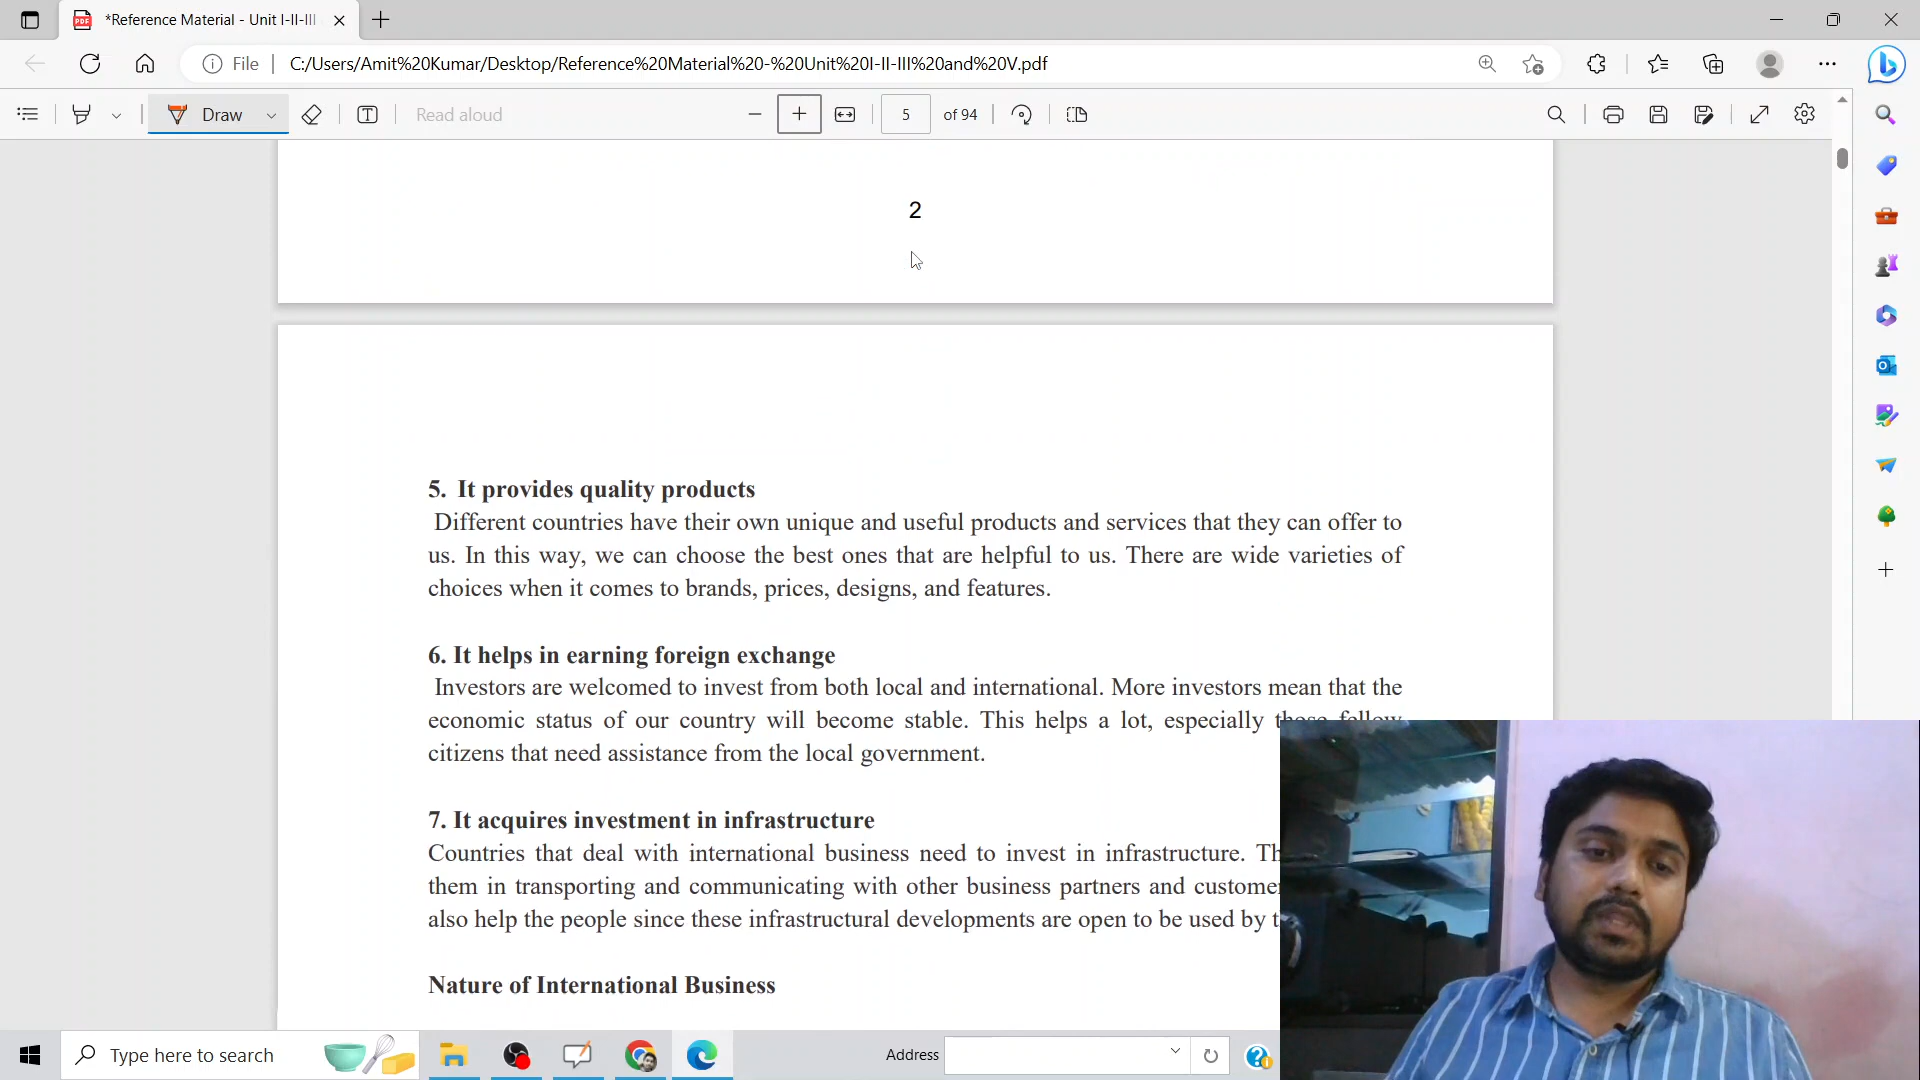 *Reference Material - Unit I-II-III
File
C:/Users/Amit%20Kumar/Desktop/Reference%20Material%20-%20Unit%20I-II-III%20and%20V.pdf
Draw
Read aloud
5 of 94
2
5. It provides quality products
Different countries have their own unique and useful products and services that they can offer to
us. In this way, we can choose the best ones that are helpful to us. There are wide varieties of
choices when it comes to brands, prices, designs, and features.
6. It helps in earning foreign exchange
Investors are welcomed to invest from both local and international. More investors mean that the
economic status of our country will become stable. This helps a lot, especially those fellow
citizens that need assistance from the local government.
7. It acquires investment in infrastructure
Countries that deal with international business need to invest in infrastructure.
them in transporting and communicating with other business partners and
also help the people since these infrastructural developments are open to be used by
Nature of International Business
Type here to search
Address